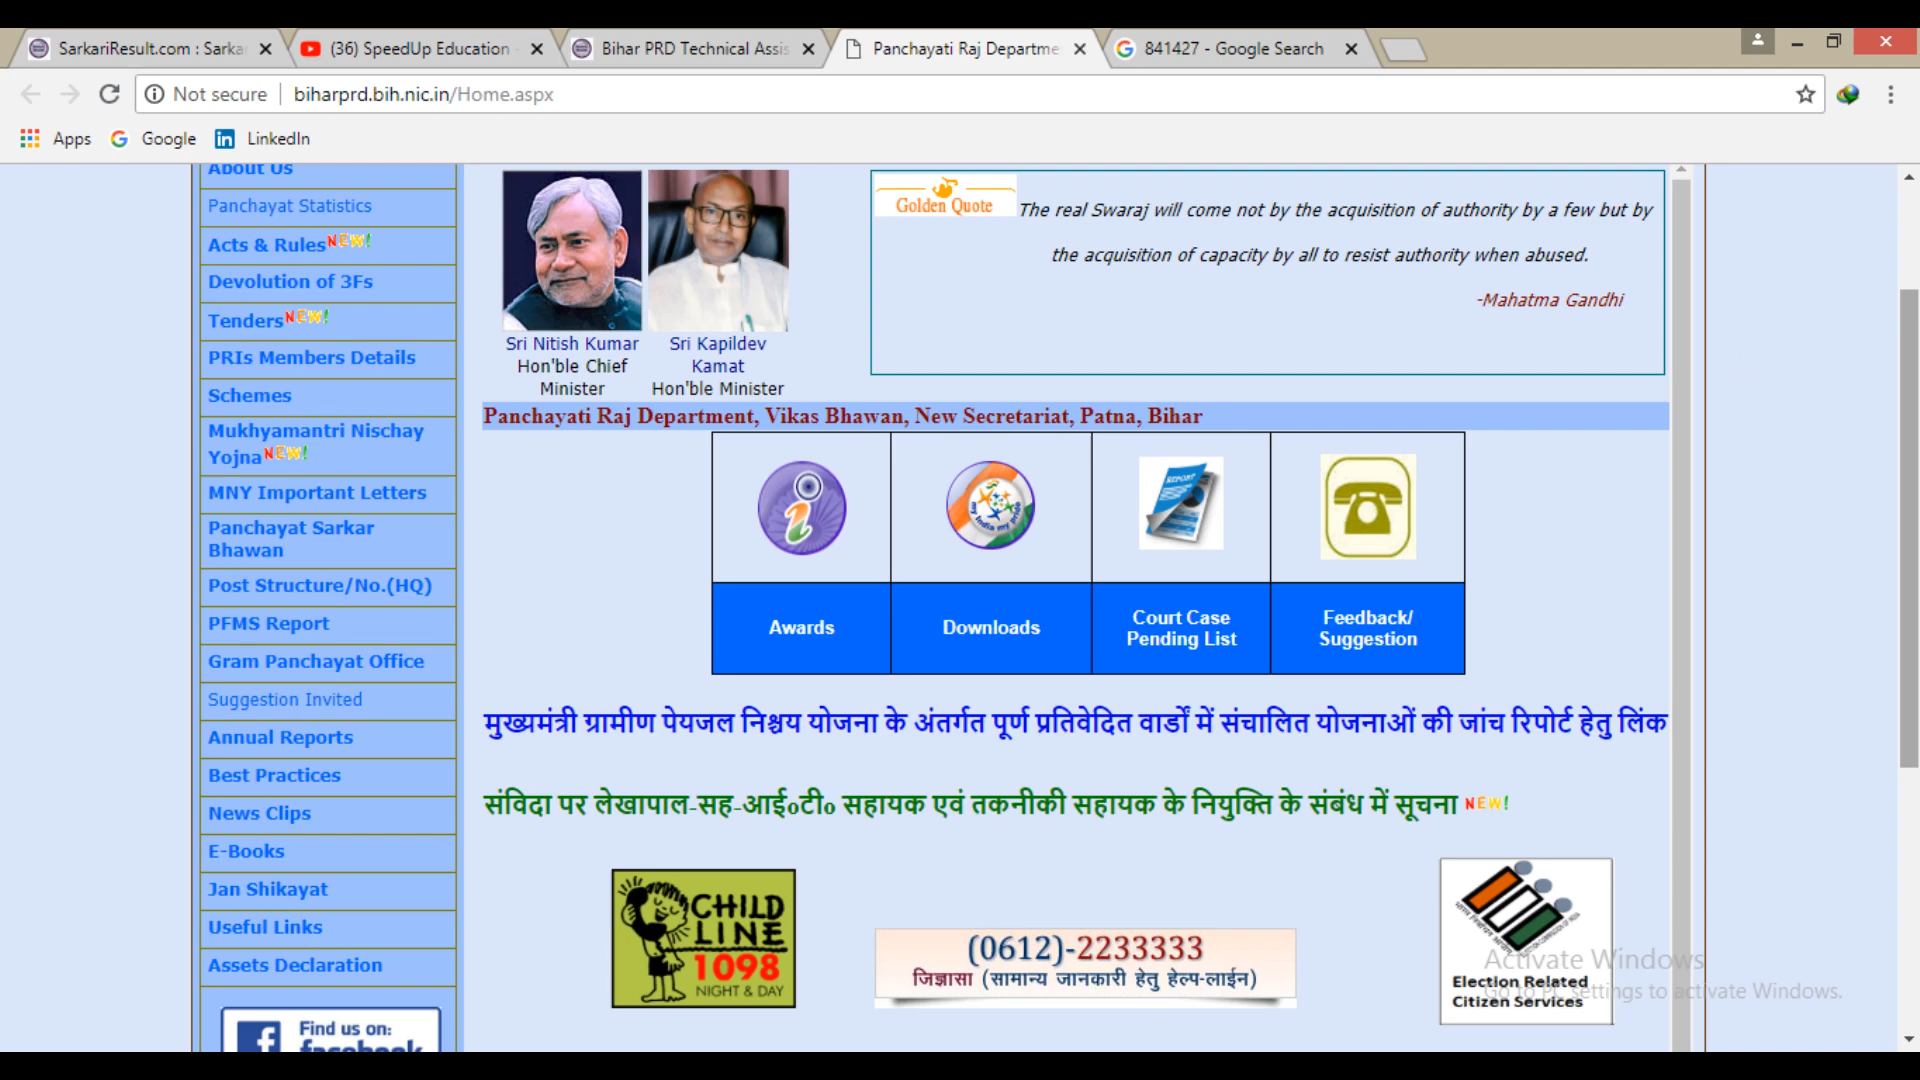 SarkariResult.com : Sarka
(36) SpeedUp Education -
Bihar PRD Technical Assis
Panchayati Raj Departme
841427 - Google Search
Not secure
biharprd.bih.nic.in/Home.aspx
Apps
Google
LinkedIn
About Us
Panchayat Statistics
Acts & Rules NEW!
Devolution of 3Fs
Tenders NEW!
PRIs Members Details
Schemes
Mukhyamantri Nischay
Yojna NEW!
MNY Important Letters
Panchayat Sarkar
Bhawan
Post Structure/No.(HQ)
PFMS Report
Gram Panchayat Office
Suggestion Invited
Annual Reports
Best Practices
News Clips
E-Books
Jan Shikayat
Useful Links
Assets Declaration
Find us on:
facebook
Sri Nitish Kumar
Hon'ble Chief
Minister
Sri Kapildev
Kamat
Hon'ble Minister
Golden Quote
The real Swaraj will come not by the acquisition of authority by a few but by
the acquisition of capacity by all to resist authority when abused.
-Mahatma Gandhi
Panchayati Raj Department, Vikas Bhawan, New Secretariat, Patna, Bihar
my India my pride
REPORT
Awards
Downloads
Court Case
Pending List
Feedback/
Suggestion
मुख्यमंत्री ग्रामीण पेयजल निश्चय योजना के अंतर्गत पूर्ण प्रतिवेदित वार्डों में संचालित योजनाओं की जांच रिपोर्ट हेतु लिंक
संविदा पर लेखापाल-सह-आईoटीo सहायक एवं तकनीकी सहायक के नियुक्ति के संबंध में सूचना NEW!
CHILD
LINE
1098
NIGHT & DAY
(0612)-2233333
जिज्ञासा (सामान्य जानकारी हेतु हेल्प-लाईन)
Election Related
Citizen Services
Activate Windows
Go to PC settings to activate Windows.